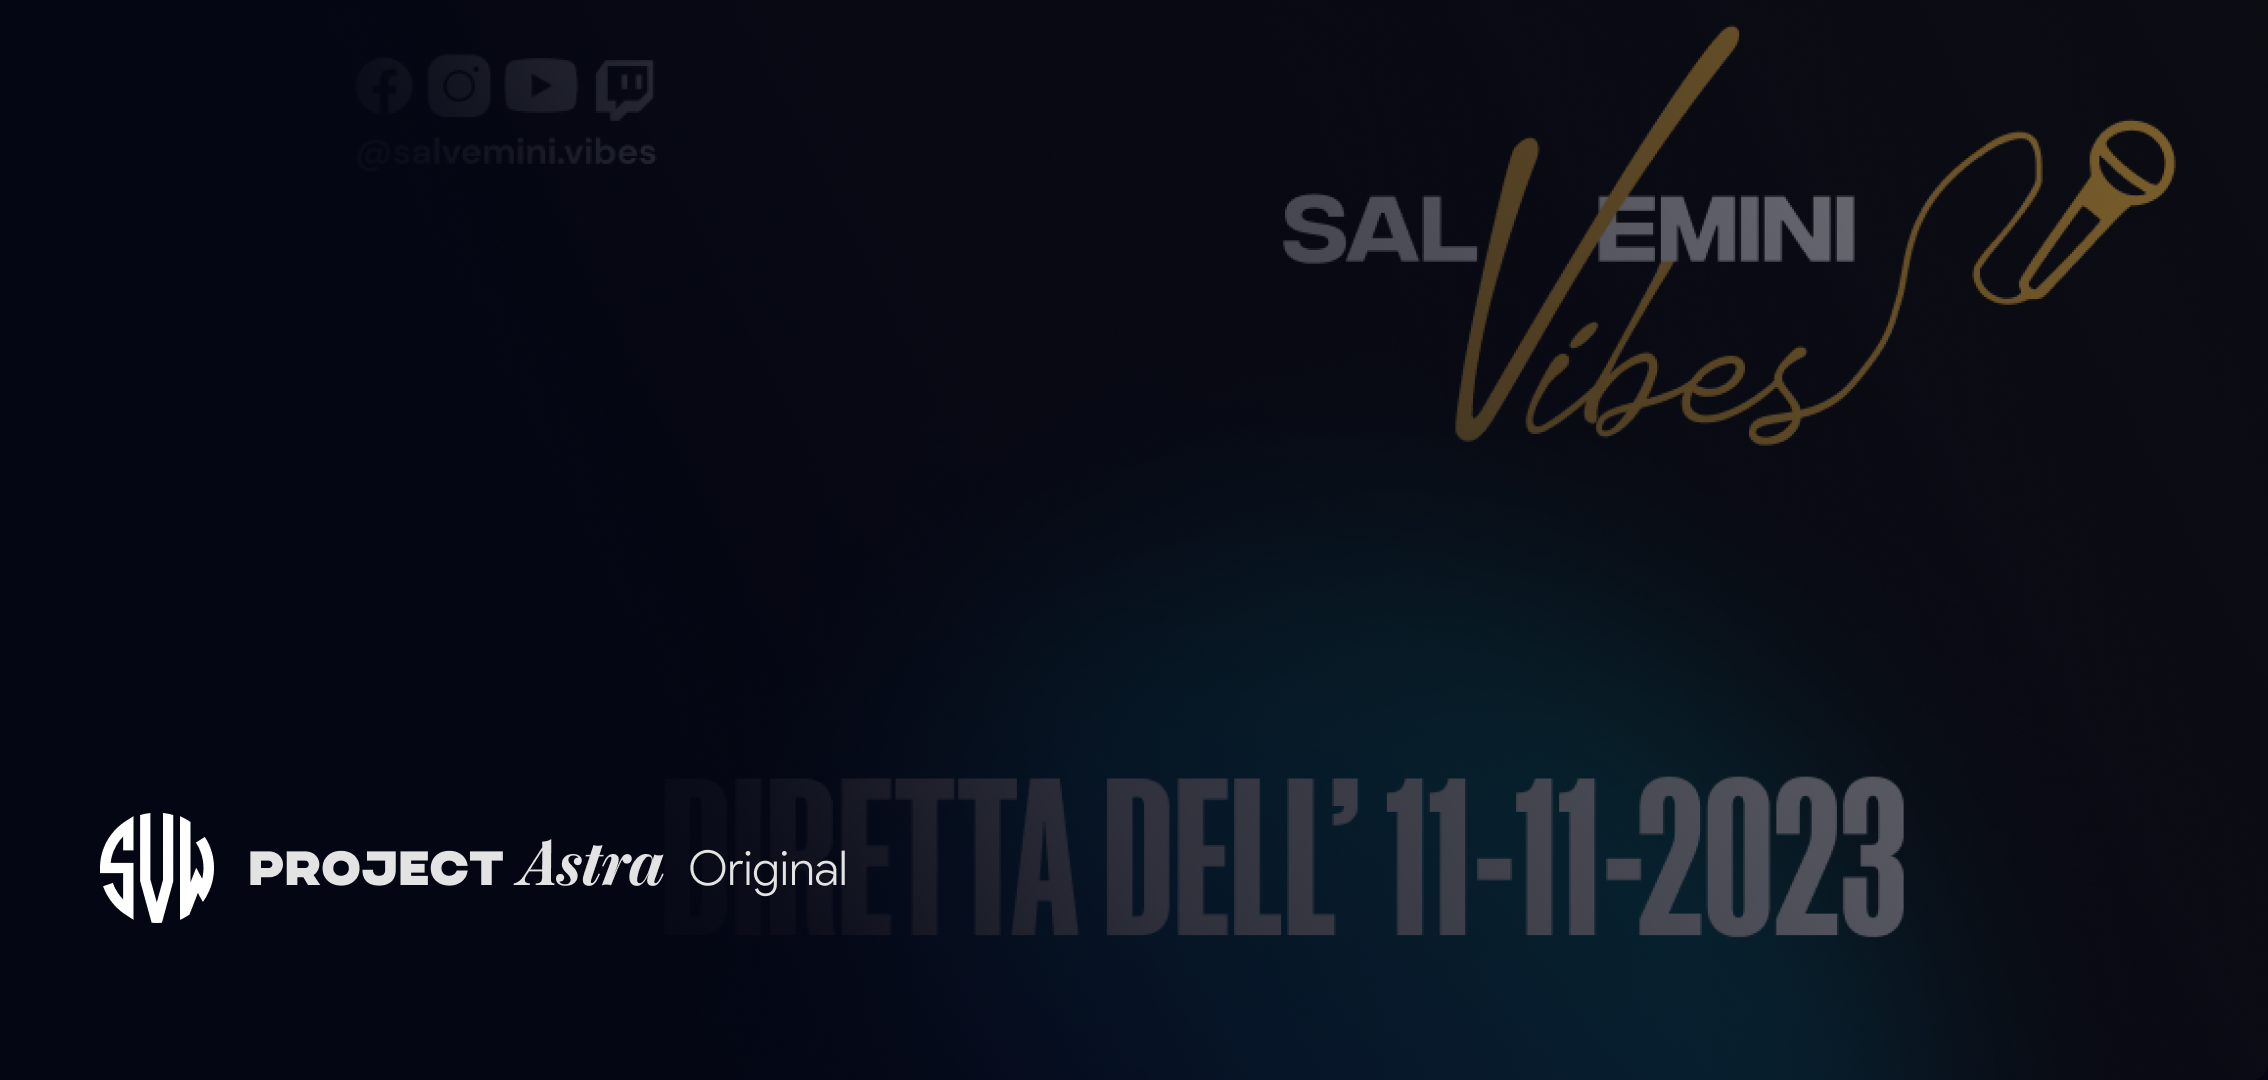 @salvemini.vibes
SALVEMINI
Vibes
DIRETTA DELL’ 11-11-2023
SVW PROJECT Astra Original